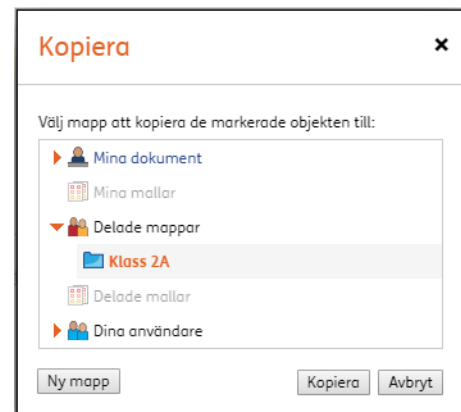 Kopiera
Välj mapp att kopiera de markerade objekten till:
Mina dokument
Mina mallar
Delade mappar
Klass 2A
Delade mallar
Dina användare
Ny mapp Kopiera Avbryt